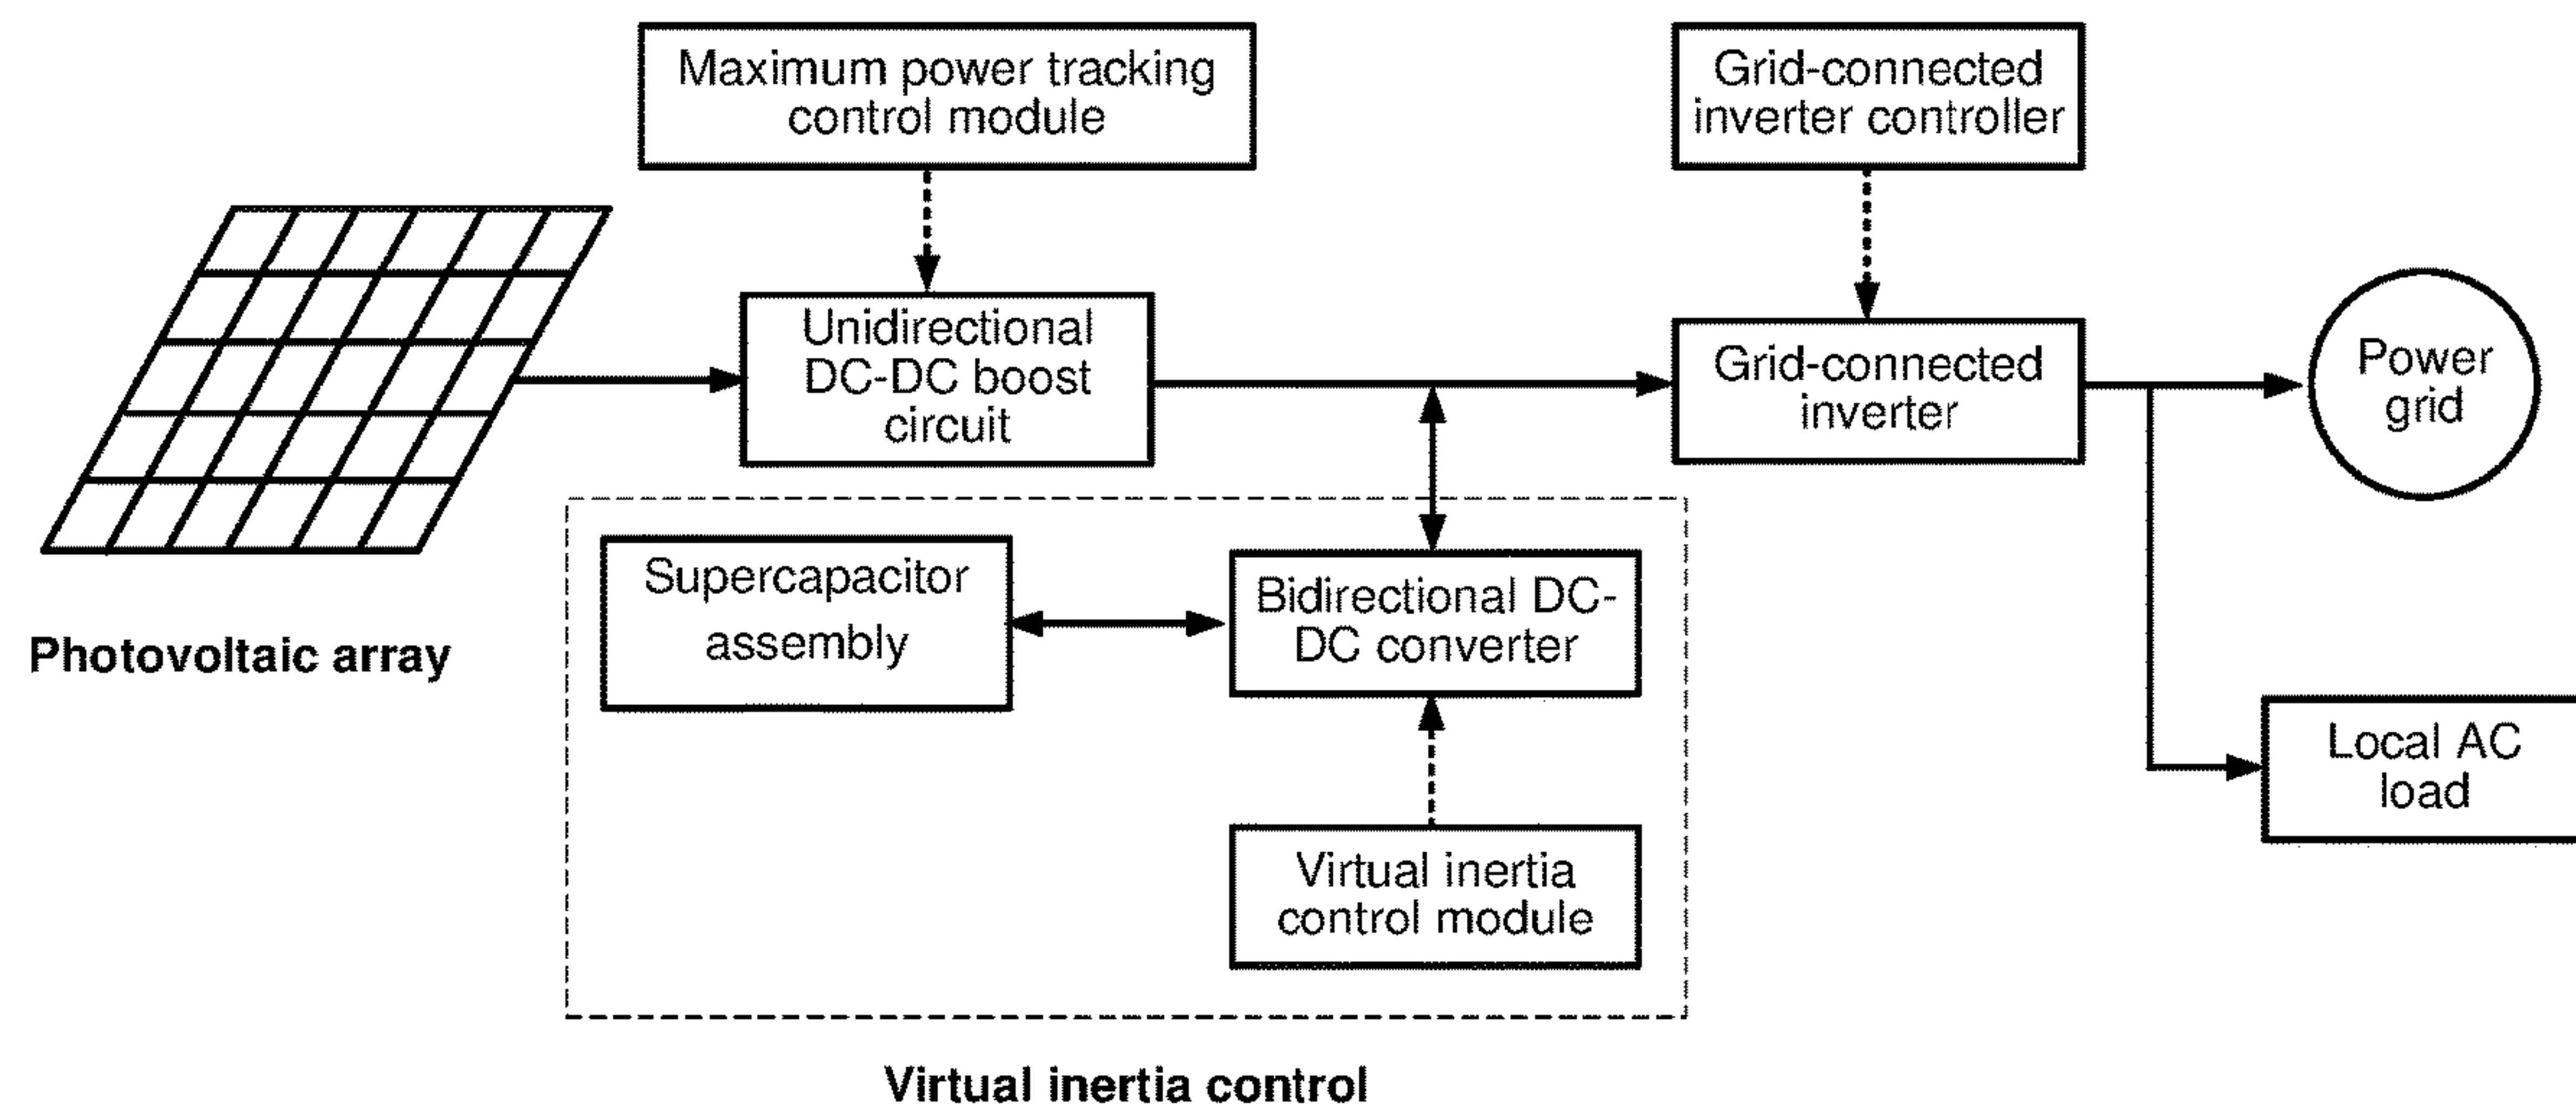 Maximum power tracking
control module
Grid-connected
inverter controller
Unidirectional
DC-DC boost
circuit
Grid-connected
inverter
Power
grid
Supercapacitor
assembly
Bidirectional DC-
DC converter
Photovoltaic array
Local AC
load
Virtual inertia
control module
Virtual inertia control